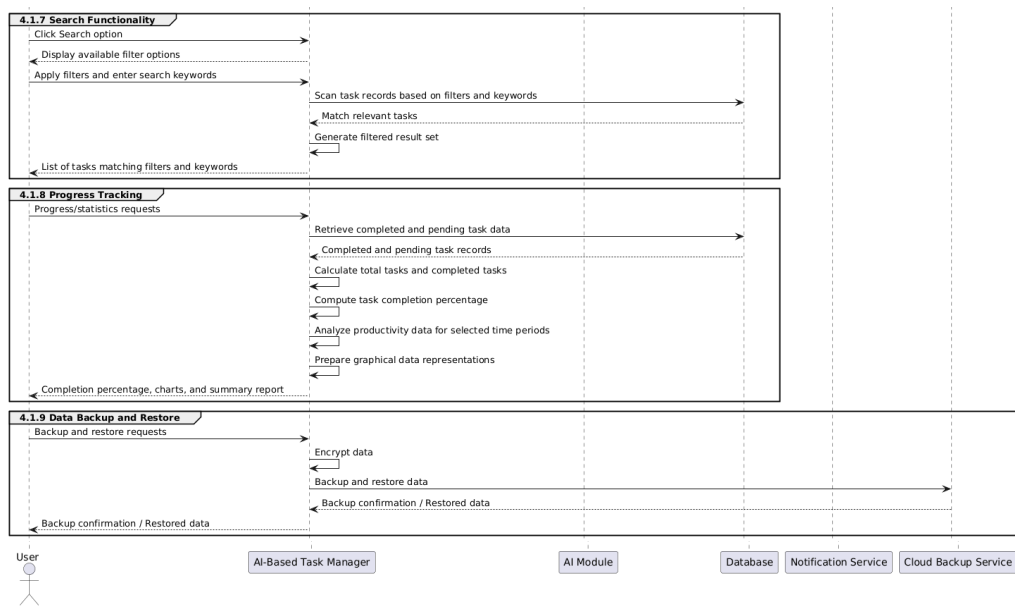 4.1.7 Search Functionality
Click Search option
Display available filter options
Apply filters and enter search keywords
Scan task records based on filters and keywords
Match relevant tasks
Generate filtered result set
List of tasks matching filters and keywords
4.1.8 Progress Tracking
Progress/statistics requests
Retrieve completed and pending task data
Completed and pending task records
Calculate total tasks and completed tasks
Compute task completion percentage
Analyze productivity data for selected time periods
Prepare graphical data representations
Completion percentage, charts, and summary report
4.1.9 Data Backup and Restore
Backup and restore requests
Encrypt data
Backup and restore data
Backup confirmation / Restored data
Backup confirmation / Restored data
User
AI-Based Task Manager
AI Module
Database
Notification Service
Cloud Backup Service